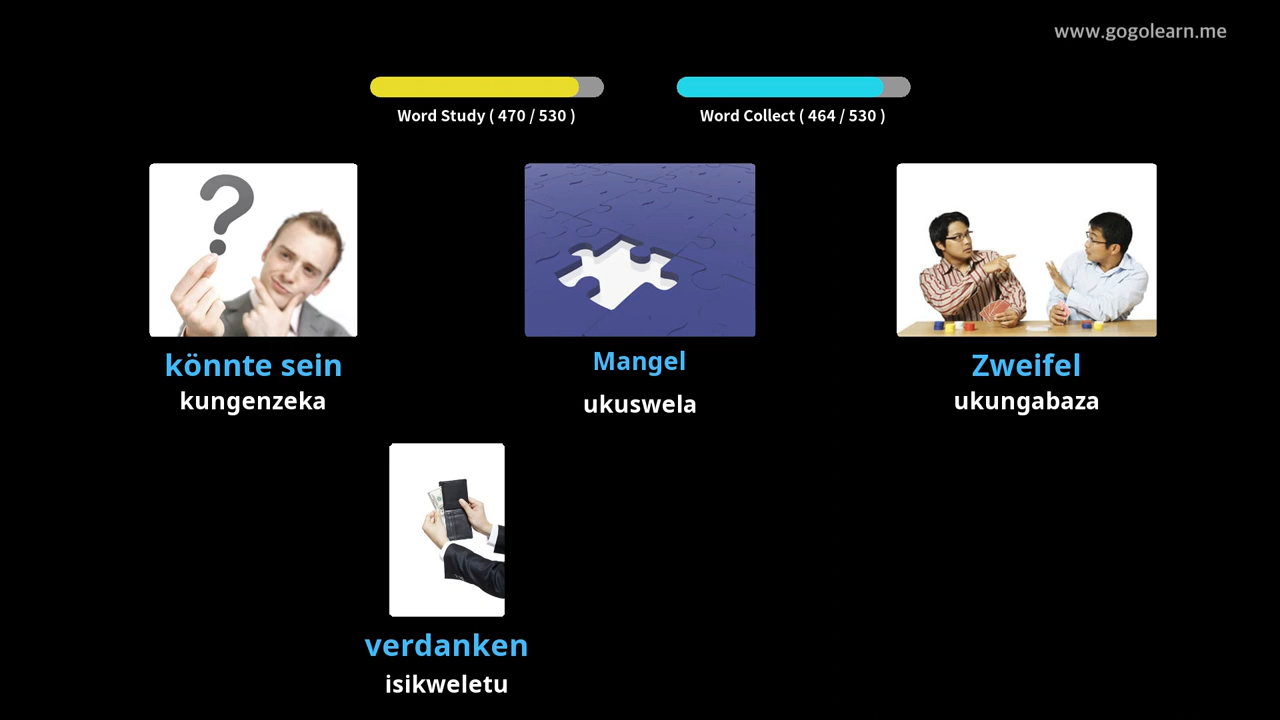 www.gogolearn.me
Word Study ( 470 / 530 )
Word Collect ( 464 / 530 )
könnte sein
kungenzeka
Mangel
ukuswela
Zweifel
ukungabaza
verdanken
isikweletu